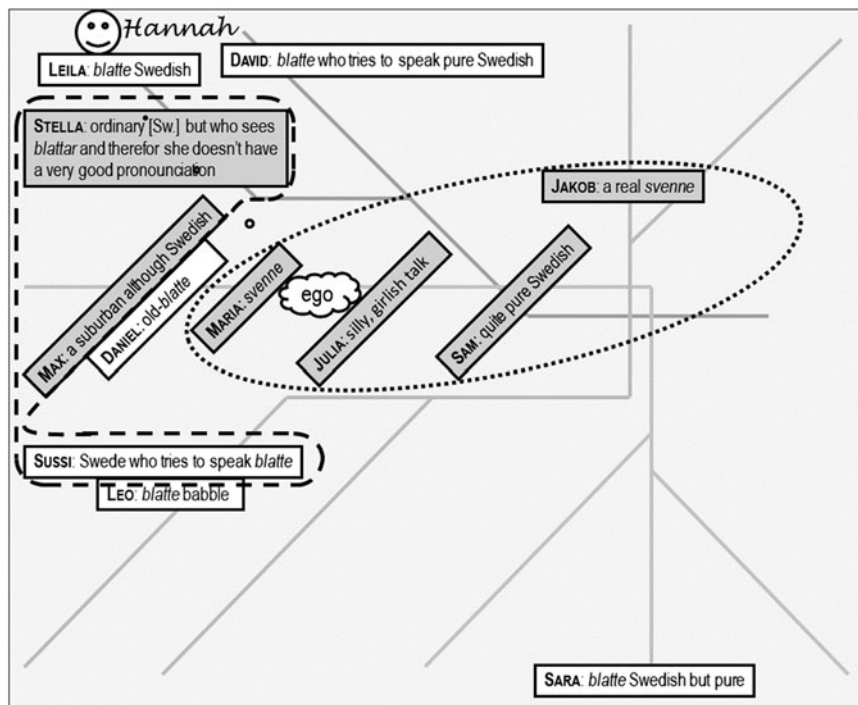 Hannah
LEILA: blatte Swedish
DAVID: blatte who tries to speak pure Swedish
STELLA: ordinary [Sw.] but who sees
blattar and therefor she doesn't have
a very good pronounciation
JAKOB: a real svenne
MAX: a suburban although Swedish
DANIEL: old-blatte
MARIA: svenne
ego
JULIA: silly, girlish talk
SAM: quite pure Swedish
SUSSI: Swede who tries to speak blatte
LEO: blatte babble
SARA: blatte Swedish but pure